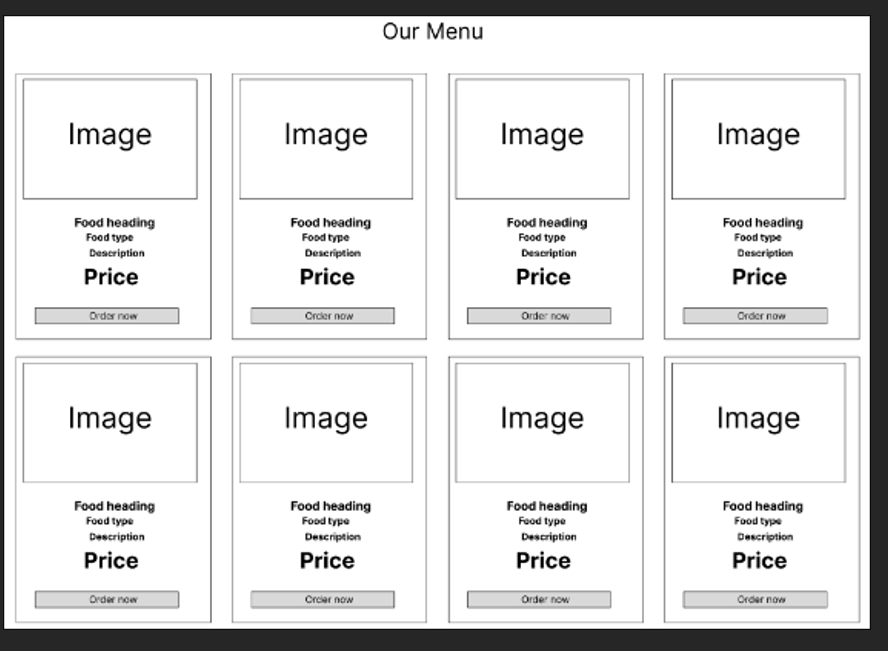 Our Menu
Image
Food heading
Food type
Description
Price
Order now
Image
Food heading
Food type
Description
Price
Order now
Image
Food heading
Food type
Description
Price
Order now
Image
Food heading
Food type
Description
Price
Order now
Image
Food heading
Food type
Description
Price
Order now
Image
Food heading
Food type
Description
Price
Order now
Image
Food heading
Food type
Description
Price
Order now
Image
Food heading
Food type
Description
Price
Order now